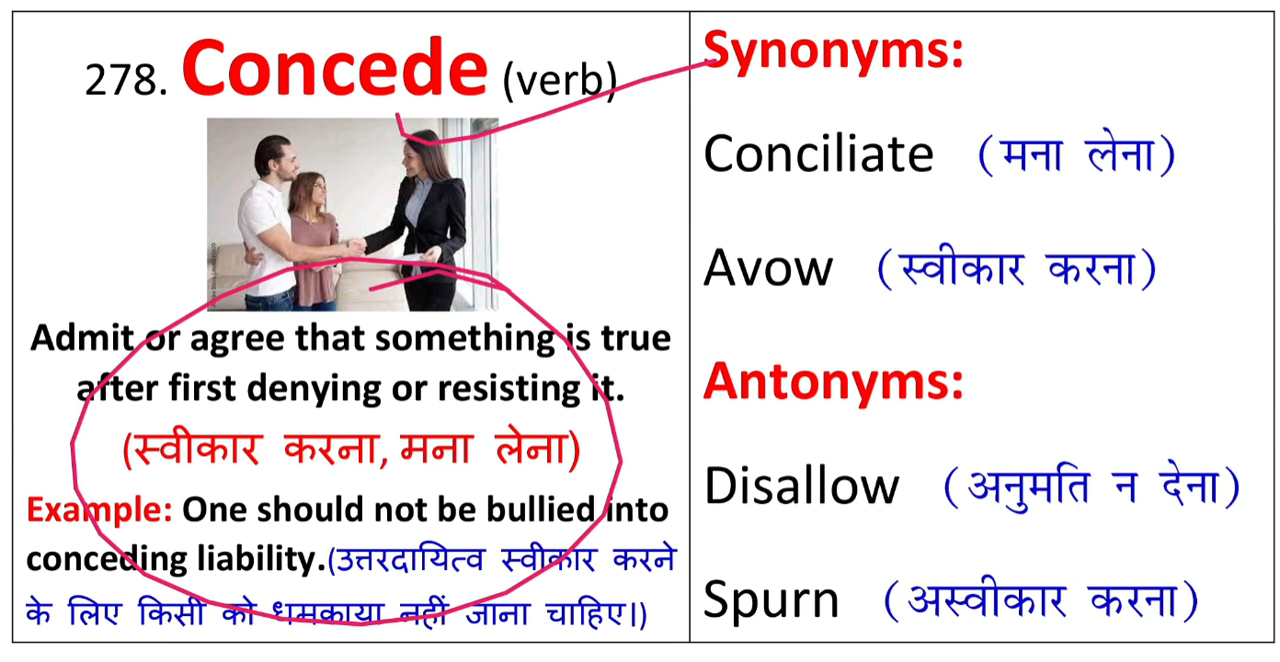 278. Concede (verb)
Admit or agree that something is true
after first denying or resisting it.
(स्वीकार करना, मना लेना)
Example: One should not be bullied into
conceding liability.(उत्तरदायित्व स्वीकार करने
के लिए किसी को धमकाया नहीं जाना चाहिए।)
Synonyms:
Conciliate (मना लेना)
Avow (स्वीकार करना)
Antonyms:
Disallow (अनुमति न देना)
Spurn (अस्वीकार करना)